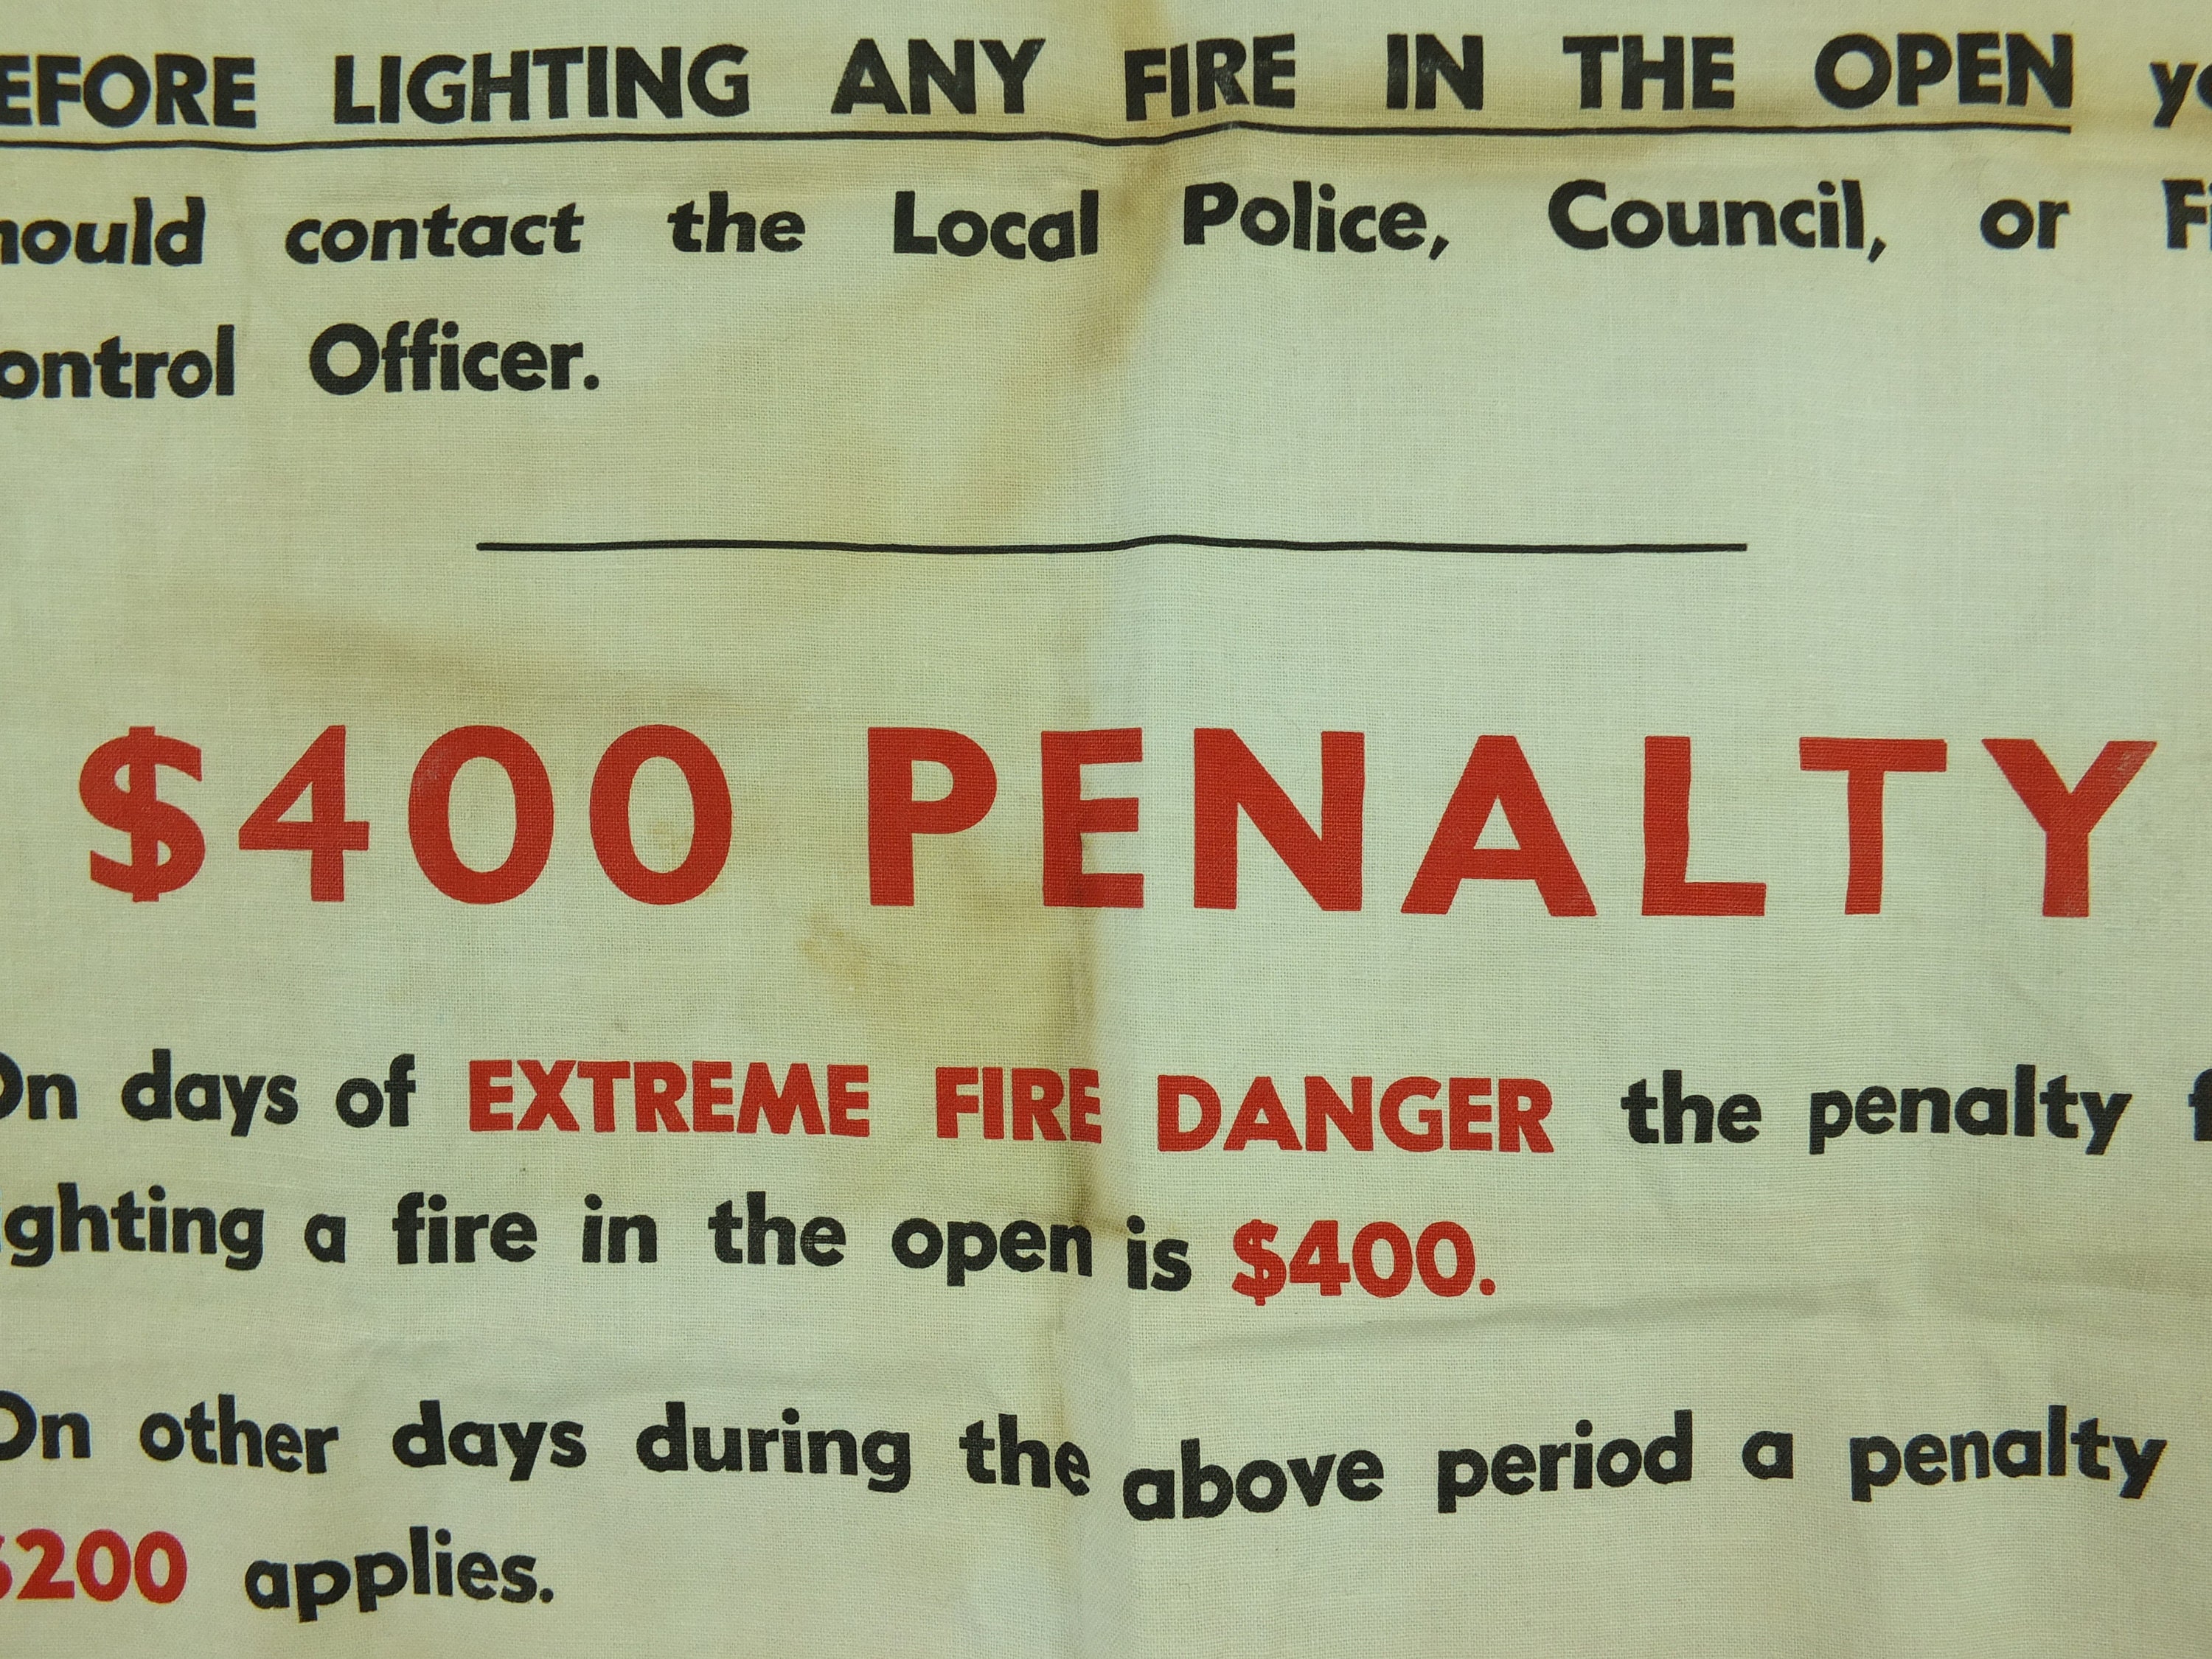 EFORE LIGHTING ANY FIRE IN THE OPEN
hould contact the Local Police, Council, or
ontrol Officer.
$400 PENALTY
On days of EXTREME FIRE DANGER the penalty
ighting a fire in the open is $400.
On other days during the above period a penalty
$200 applies.